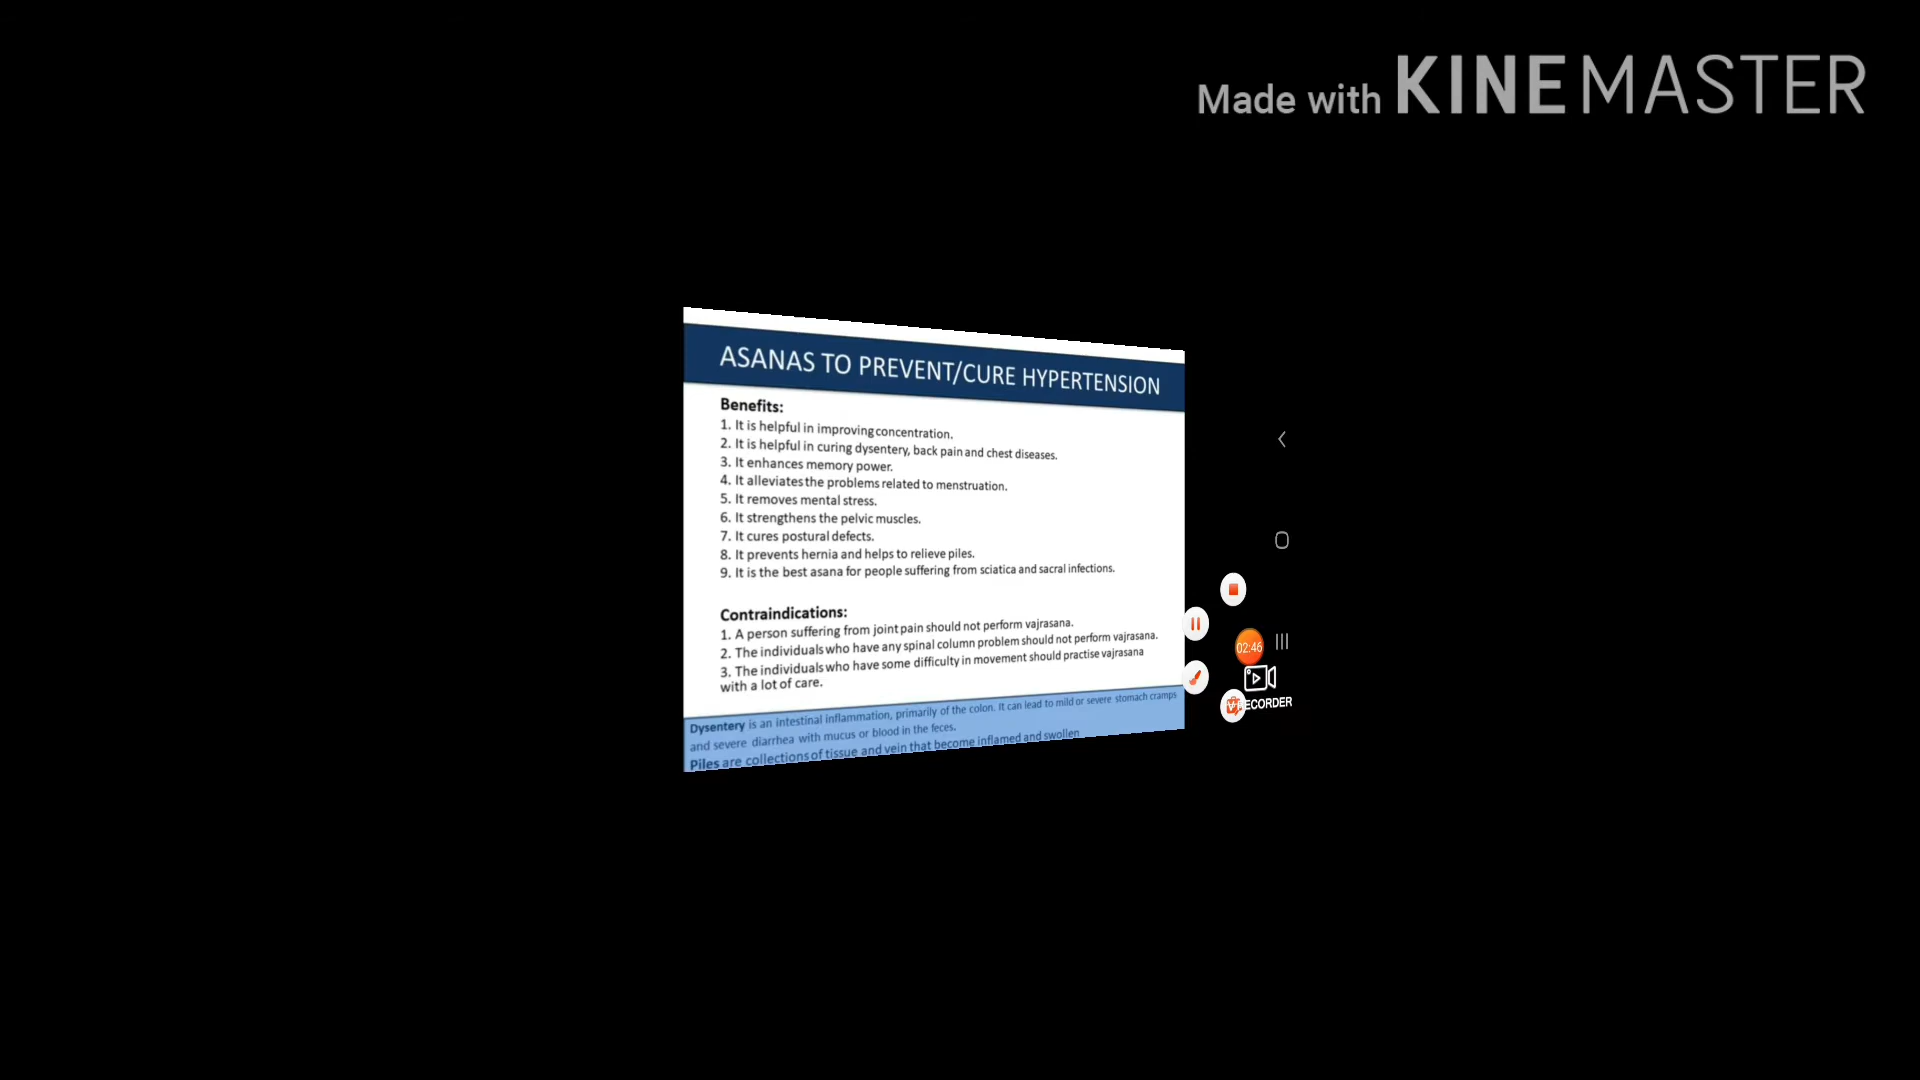 Made with KINEMASTER
ASANAS TO PREVENT/CURE HYPERTENSION
Benefits:
1. It is helpful in improving concentration.
2. It is helpful in curing dysentery, back pain and chest diseases.
3. It enhances memory power.
4. It alleviates the problems related to menstruation.
5. It removes mental stress.
6. It strengthens the pelvic muscles.
7. It cures postural defects.
8. It prevents hernia and helps to relieve piles.
9. It is the best asana for people suffering from sciatica and sacral infections.
Contraindications:
1. A person suffering from joint pain should not perform vajrasana.
2. The individuals who have any spinal column problem should not perform vajrasana.
3. The individuals who have some difficulty in movement should practise vajrasana
with a lot of care.
Dysentery is an intestinal inflammation, primarily of the colon. It can lead to mild or severe stomach cramps
and severe diarrhea with mucus or blood in the feces.
Piles are collections of tissue and vein that become inflamed and swollen
02:46